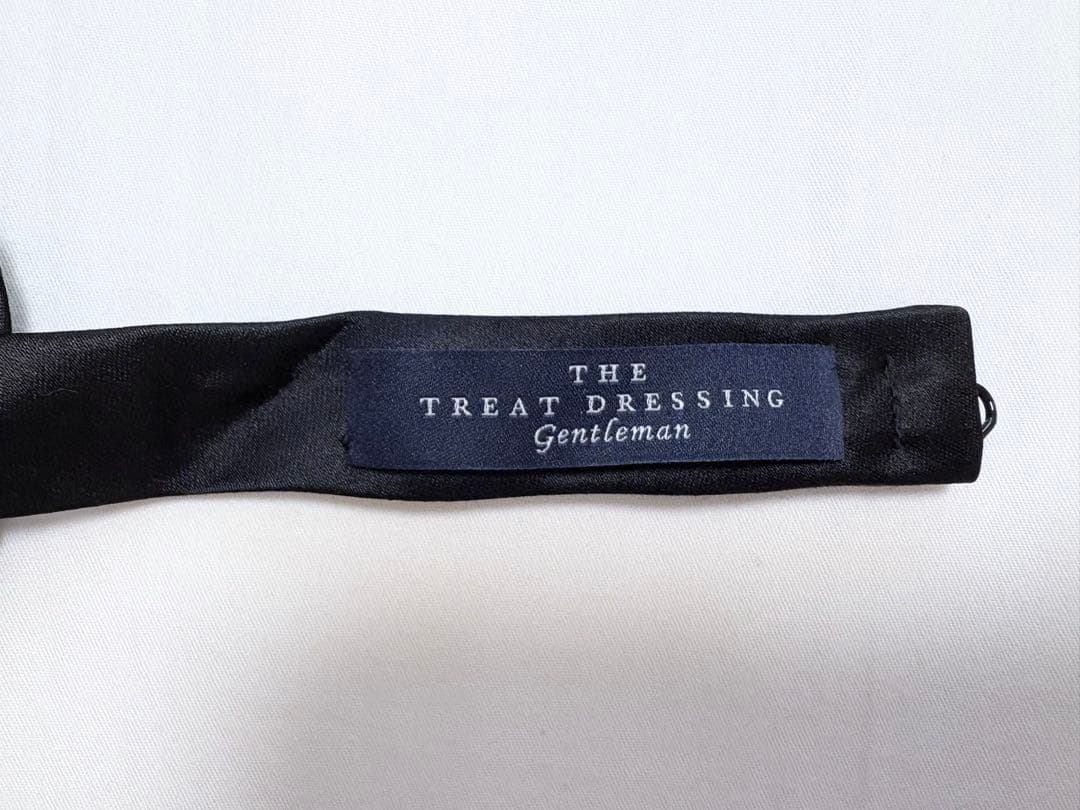 THE
TREAT DRESSING
Gentleman